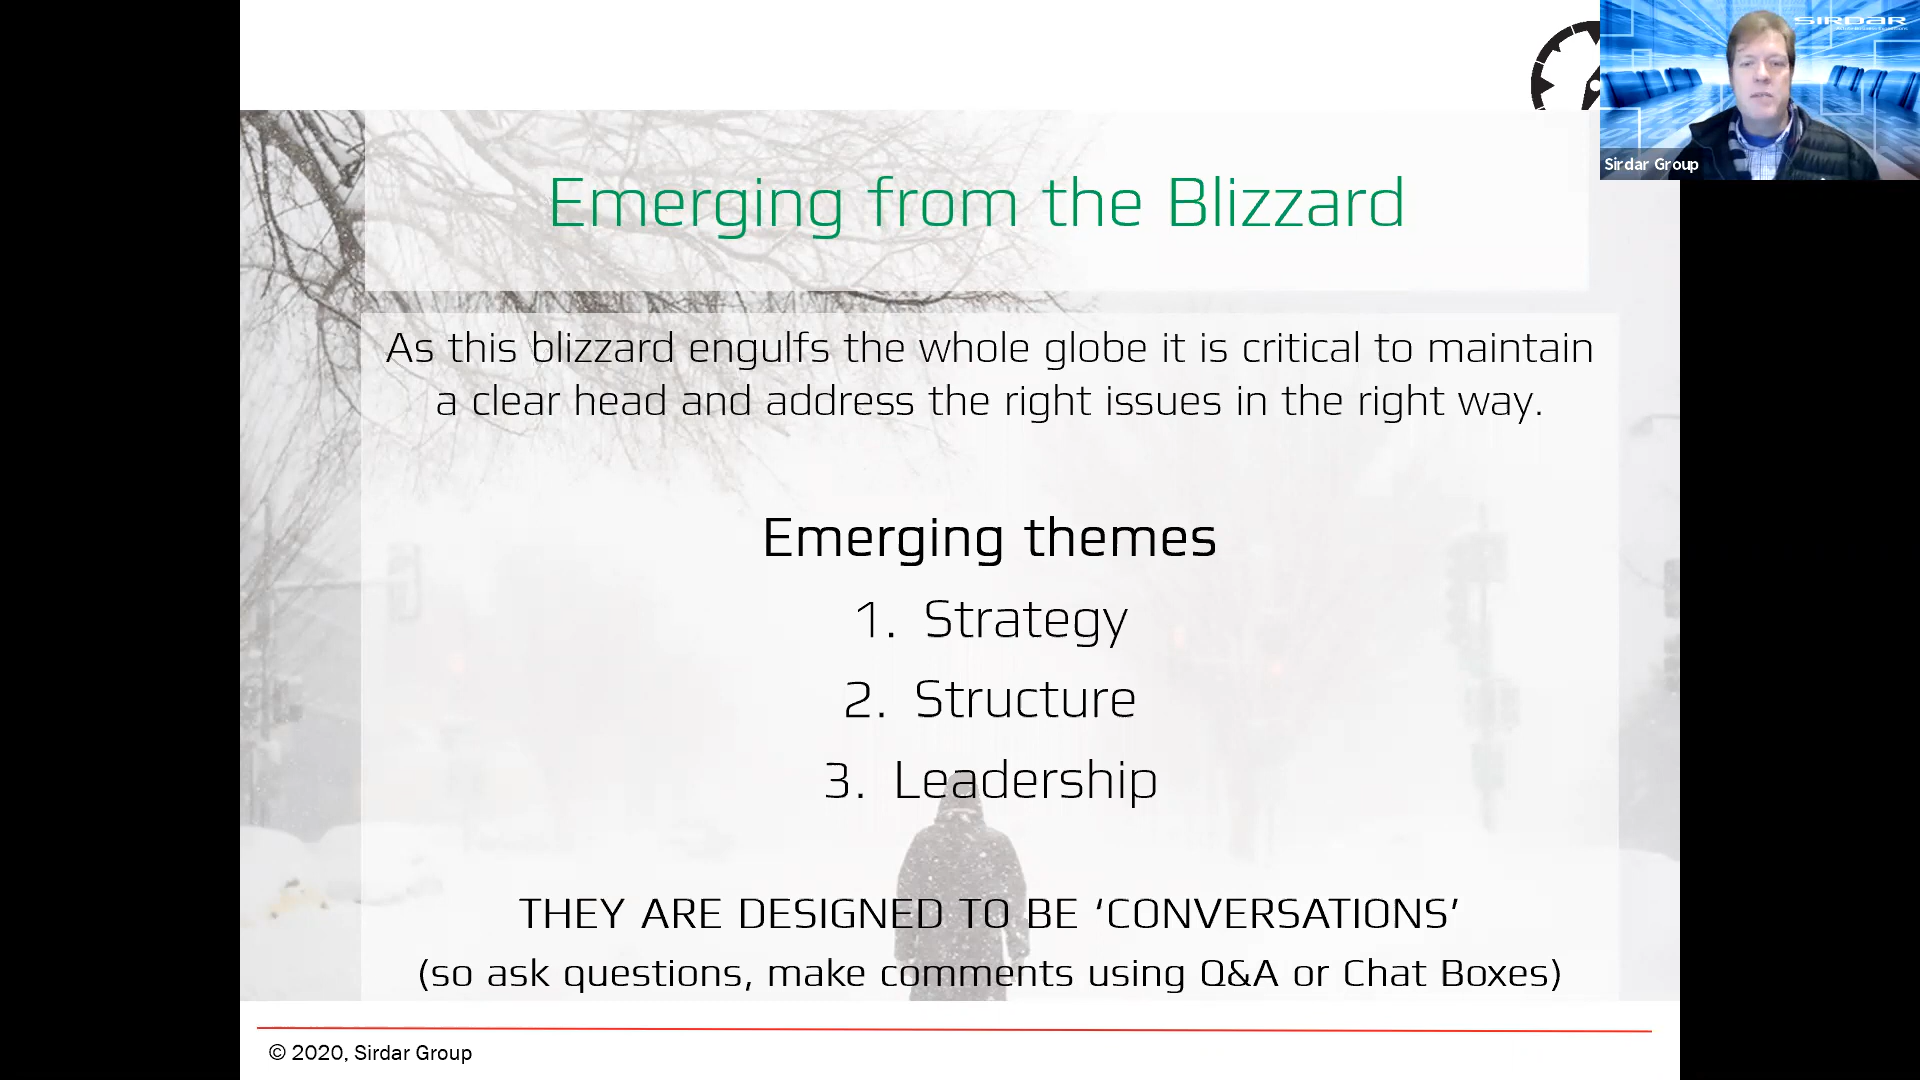 SIRDAR
Sirdar Group
Emerging from the Blizzard
As this blizzard engulfs the whole globe it is critical to maintain
a clear head and address the right issues in the right way.
Emerging themes
1. Strategy
2. Structure
3. Leadership
THEY ARE DESIGNED TO BE ‘CONVERSATIONS’
(so ask questions, make comments using Q&A or Chat Boxes)
© 2020, Sirdar Group